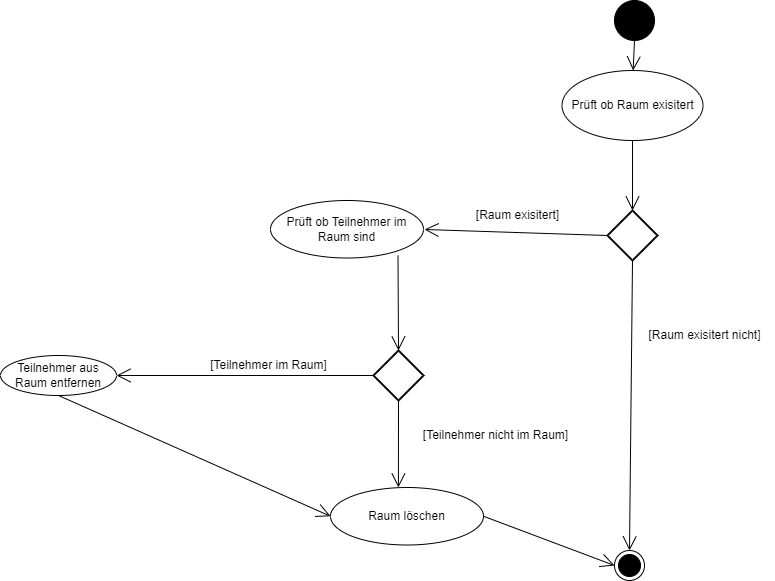 Prüft ob Raum exisitert
[Raum exisitert]
Prüft ob Teilnehmer im
Raum sind
[Raum exisitert nicht]
[Teilnehmer im Raum]
Teilnehmer aus
Raum entfernen
[Teilnehmer nicht im Raum]
Raum löschen